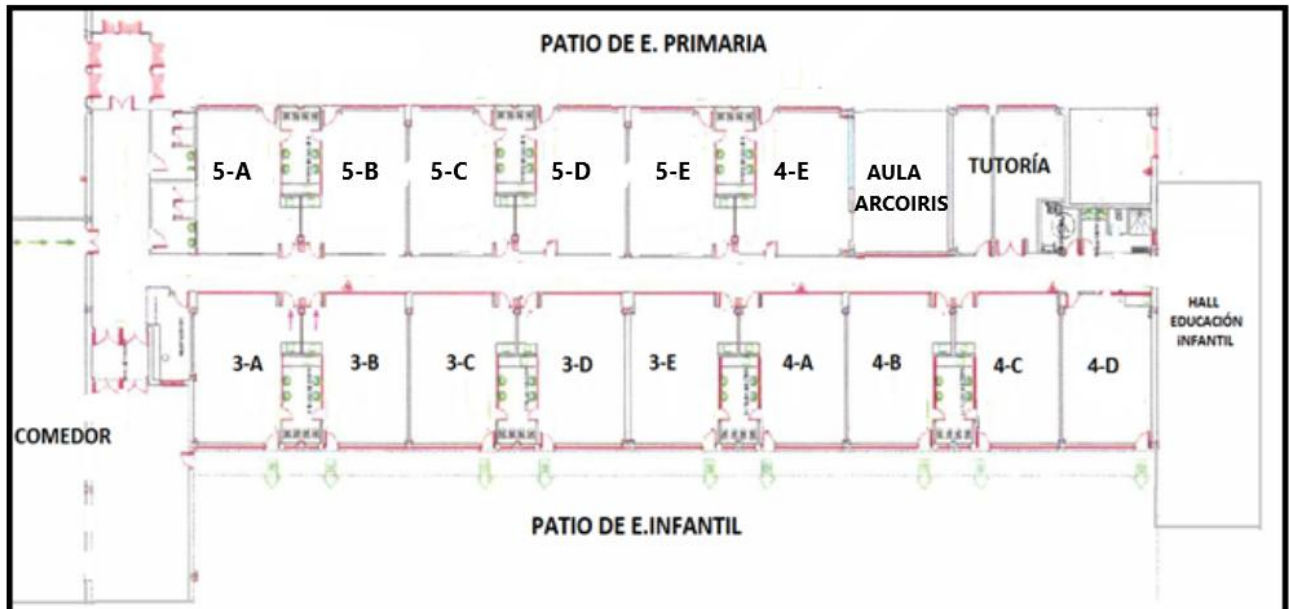 PATIO DE E. PRIMARIA
5-A
5-B
5-C
5-D
5-E
4-E
AULA
ARCOIRIS
TUTORÍA
HALL
EDUCACIÓN
iNFANTIL
3-A
3-B
3-C
3-D
3-E
4-A
4-B
4-C
4-D
COMEDOR
PATIO DE E.INFANTIL